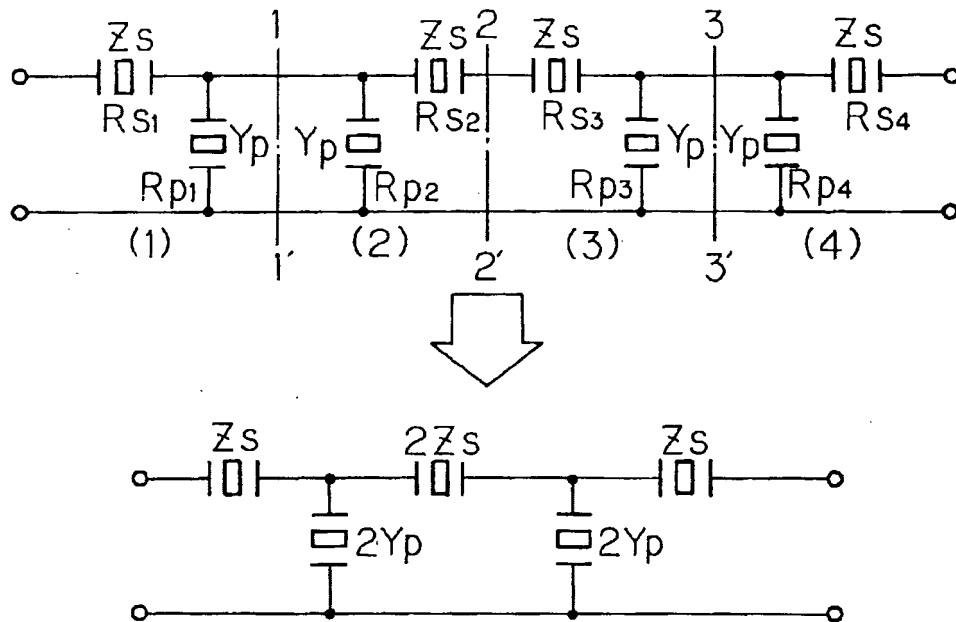 1 2 3
Zs Zs Zs Zs
Rs1 Rs2 Rs3 Rs4
Yp Yp Yp Yp
Rp1 Rp2 Rp3 Rp4
(1) (2) (3) (4)
1' 2' 3'
Zs 2Zs Zs
2Yp 2Yp